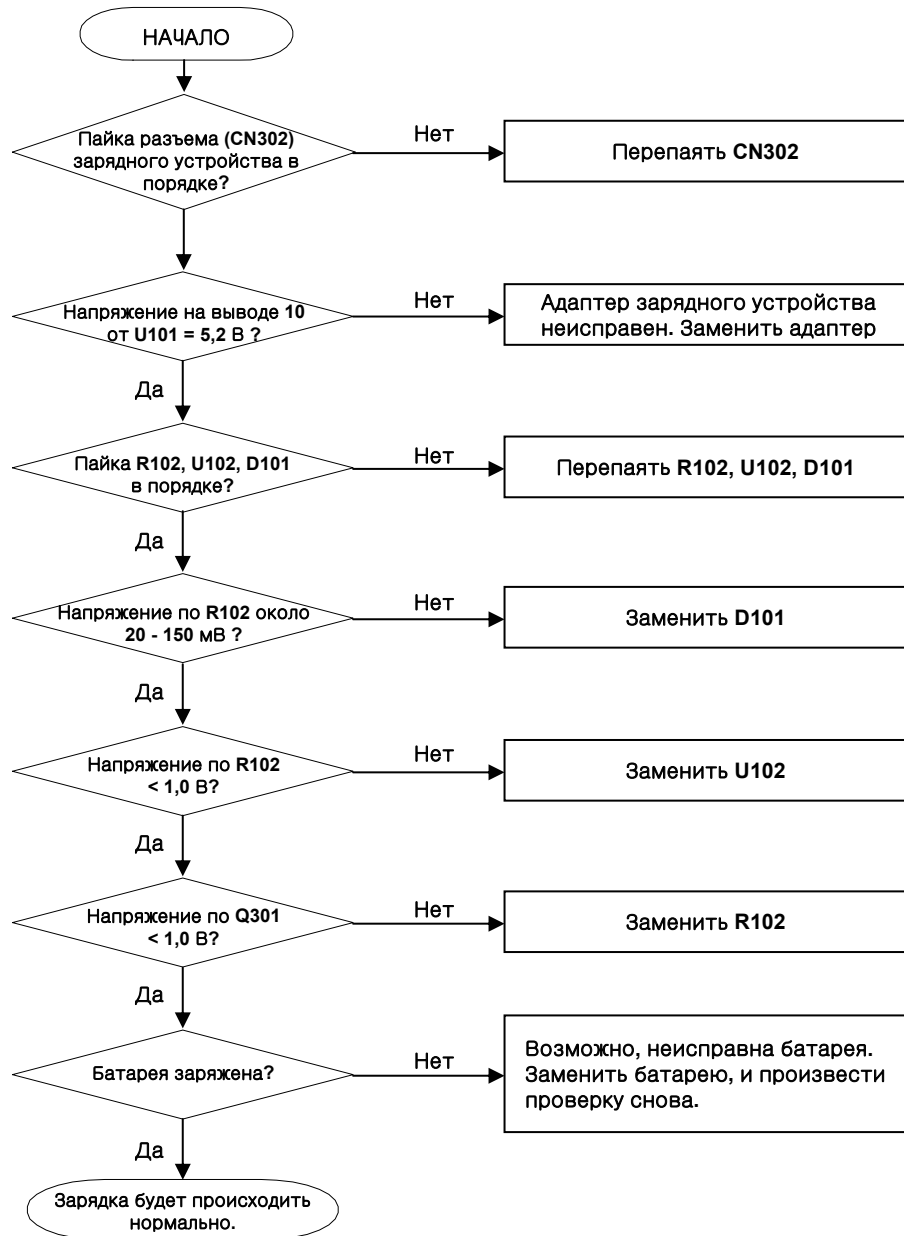 НАЧАЛО
Пайка разъема (CN302)
зарядного устройства в
порядке?
Нет
Перепаять CN302
Напряжение на выводе 10
от U101 = 5,2 В ?
Нет
Адаптер зарядного устройства
неисправен. Заменить адаптер
Да
Пайка R102, U102, D101
в порядке?
Нет
Перепаять R102, U102, D101
Да
Напряжение по R102 около
20 - 150 мВ ?
Нет
Заменить D101
Да
Напряжение по R102
< 1,0 В?
Нет
Заменить U102
Да
Напряжение по Q301
< 1,0 В?
Нет
Заменить R102
Да
Батарея заряжена?
Нет
Возможно, неисправна батарея.
Заменить батарею, и произвести
проверку снова.
Да
Зарядка будет происходить
нормально.